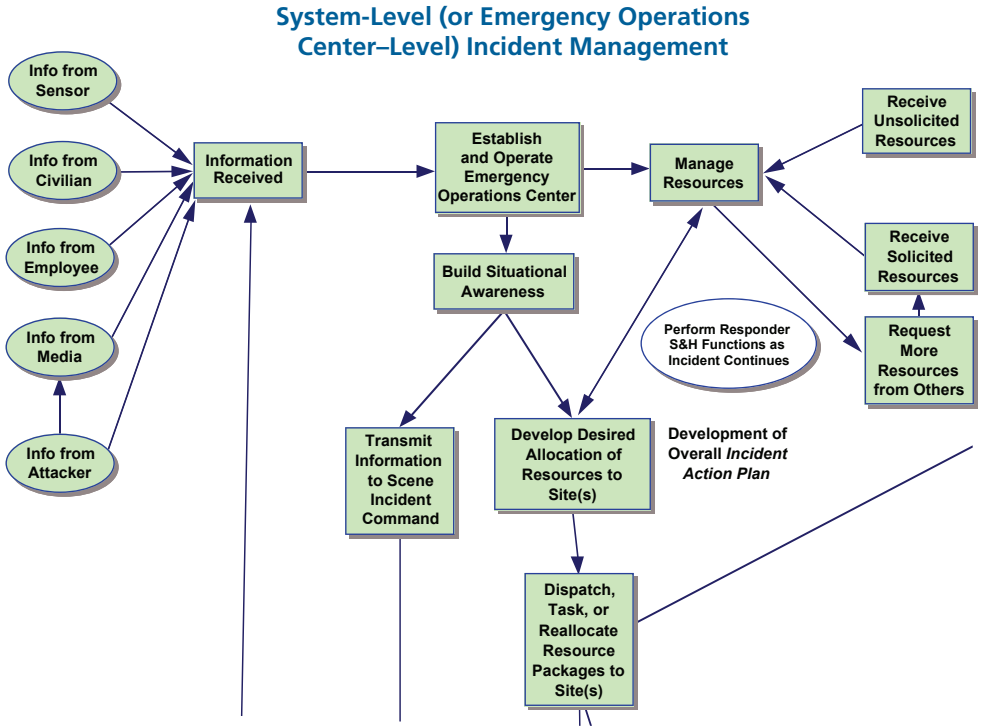 System-Level (or Emergency Operations
Center–Level) Incident Management
Info from
Sensor
Info from
Civilian
Info from
Employee
Info from
Media
Info from
Attacker
Information
Received
Establish
and Operate
Emergency
Operations Center
Build Situational
Awareness
Transmit
Information
to Scene
Incident
Command
Manage
Resources
Receive
Unsolicited
Resources
Receive
Solicited
Resources
Request
More
Resources
from Others
Perform Responder
S&H Functions as
Incident Continues
Develop Desired
Allocation of
Resources to
Site(s)
Development of
Overall Incident
Action Plan
Dispatch,
Task, or
Reallocate
Resource
Packages to
Site(s)